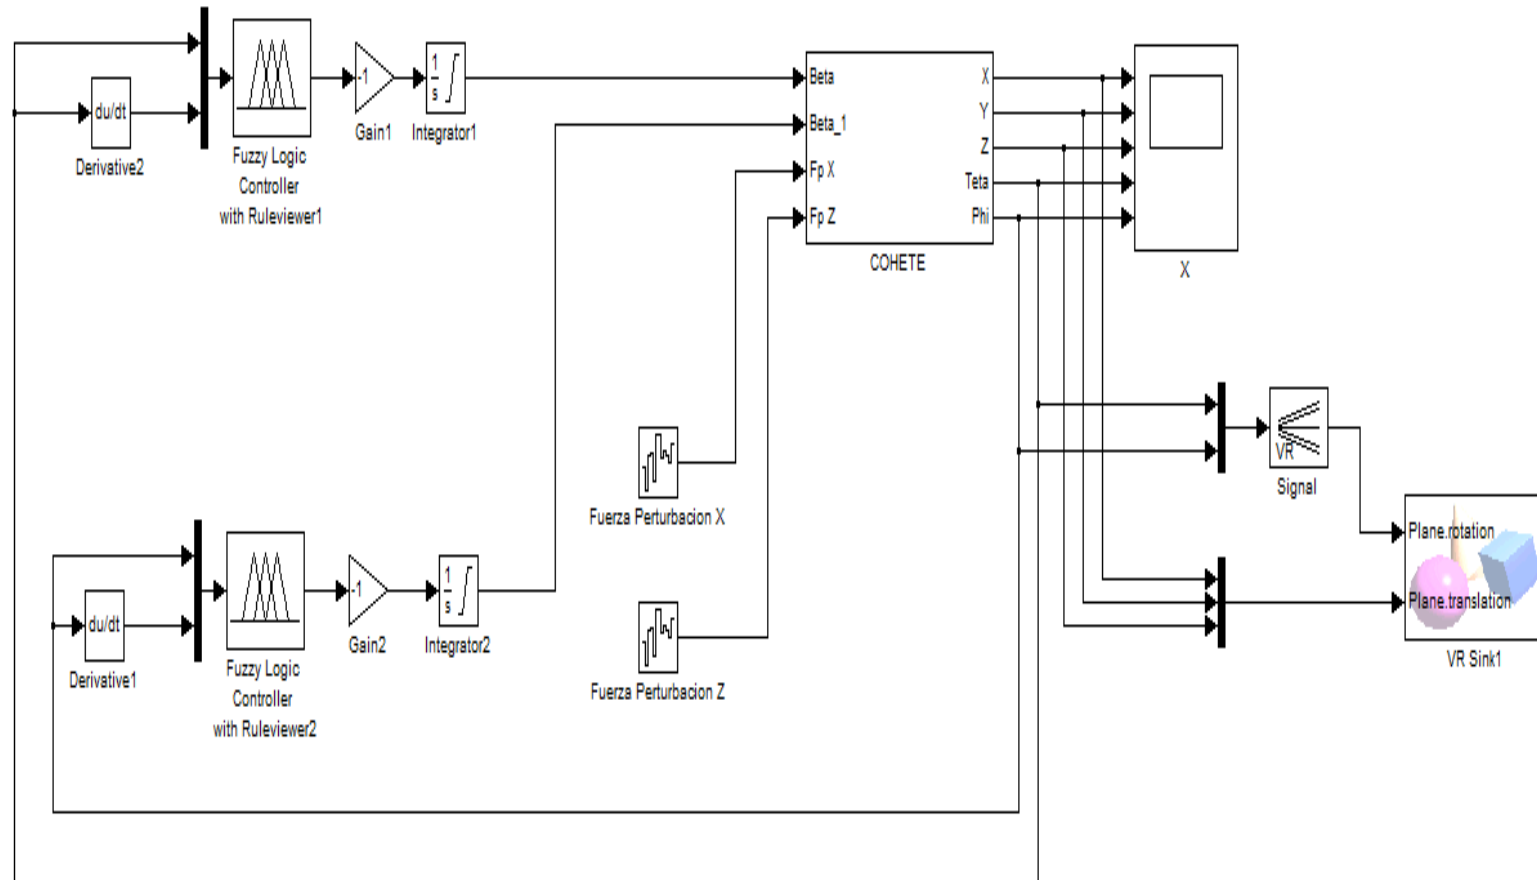 du/dt
Derivative2
Fuzzy Logic
Controller
with Ruleviewer1
-1
Gain1
1
s
Integrator1
Beta
Beta_1
Fp X
Fp Z
X
Y
Z
Teta
Phi
COHETE
X
Fuerza Perturbacion X
Fuerza Perturbacion Z
VR
Signal
Plane.rotation
Plane.translation
VR Sink1
du/dt
Derivative1
Fuzzy Logic
Controller
with Ruleviewer2
-1
Gain2
1
s
Integrator2